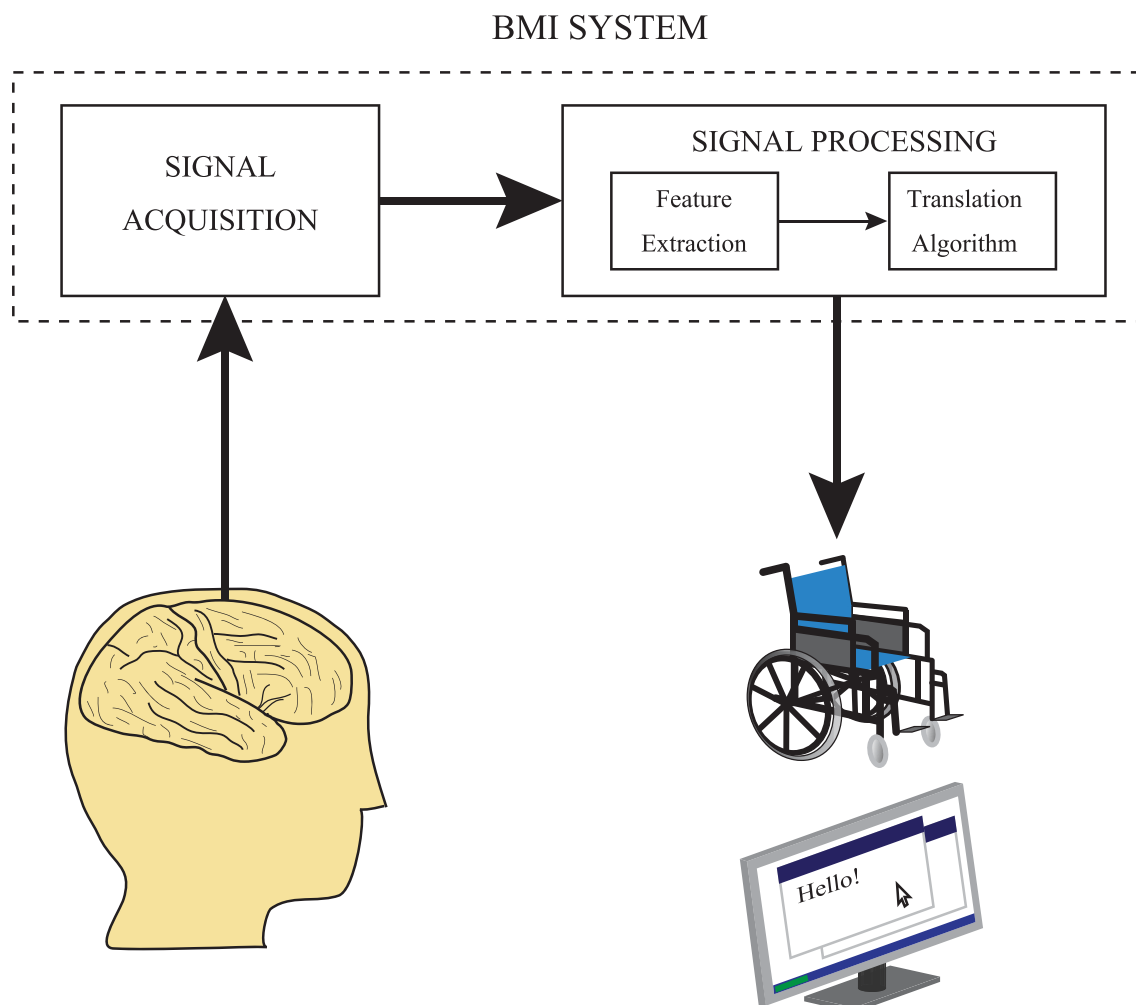 BMI SYSTEM
SIGNAL
ACQUISITION
SIGNAL PROCESSING
Feature
Extraction
Translation
Algorithm
Hello!